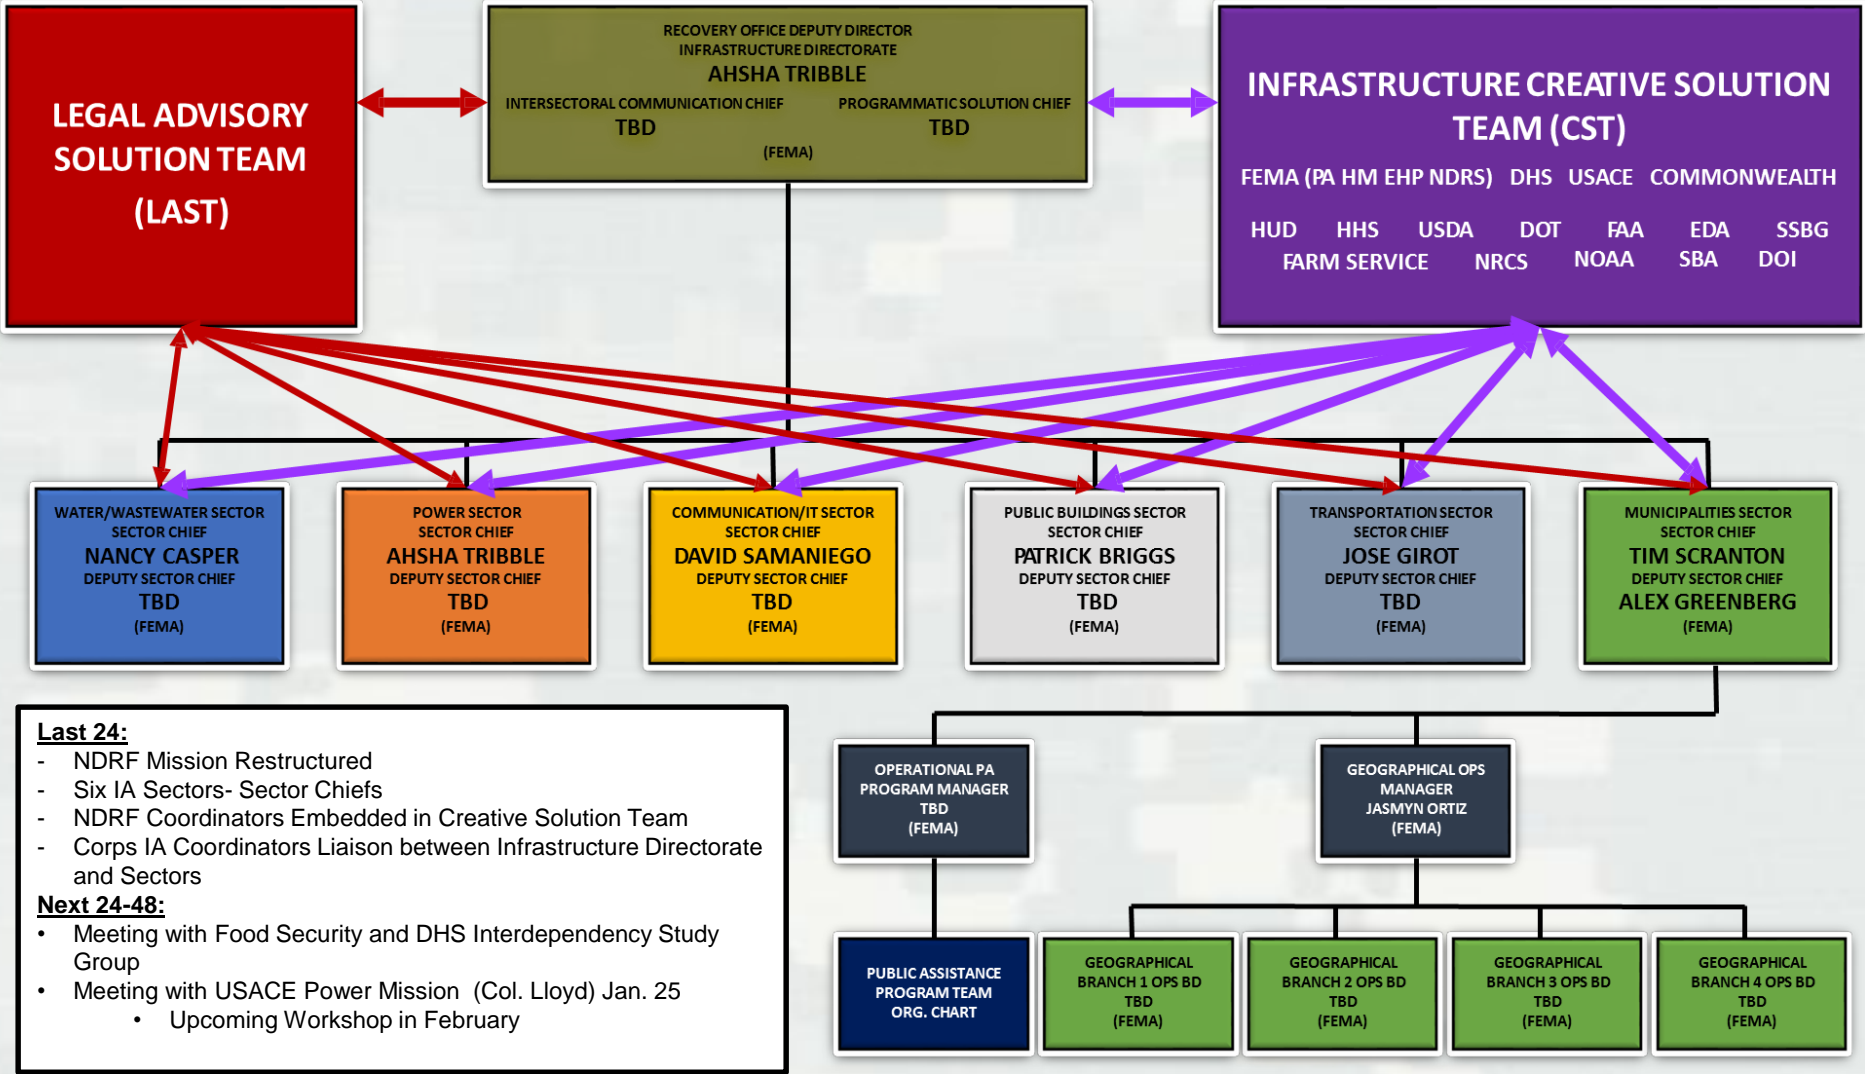 LEGAL ADVISORY
SOLUTION TEAM
(LAST)
RECOVERY OFFICE DEPUTY DIRECTOR
INFRASTRUCTURE DIRECTORATE
AHSHA TRIBBLE
INTERSECTORAL COMMUNICATION CHIEF
TBD
PROGRAMMATIC SOLUTION CHIEF
TBD
(FEMA)
INFRASTRUCTURE CREATIVE SOLUTION
TEAM (CST)
FEMA (PA HM EHP NDRS) DHS USACE COMMONWEALTH
HUD HHS USDA DOT FAA EDA SSBG
FARM SERVICE NRCS NOAA SBA DOI
WATER/WASTEWATER SECTOR
SECTOR CHIEF
NANCY CASPER
DEPUTY SECTOR CHIEF
TBD
(FEMA)
POWER SECTOR
SECTOR CHIEF
AHSHA TRIBBLE
DEPUTY SECTOR CHIEF
TBD
(FEMA)
COMMUNICATION/IT SECTOR
SECTOR CHIEF
DAVID SAMANIEGO
DEPUTY SECTOR CHIEF
TBD
(FEMA)
PUBLIC BUILDINGS SECTOR
SECTOR CHIEF
PATRICK BRIGGS
DEPUTY SECTOR CHIEF
TBD
(FEMA)
TRANSPORTATION SECTOR
SECTOR CHIEF
JOSE GIROT
DEPUTY SECTOR CHIEF
TBD
(FEMA)
MUNICIPALITIES SECTOR
SECTOR CHIEF
TIM SCRANTON
DEPUTY SECTOR CHIEF
ALEX GREENBERG
(FEMA)
Last 24:
- NDRF Mission Restructured
- Six IA Sectors- Sector Chiefs
- NDRF Coordinators Embedded in Creative Solution Team
- Corps IA Coordinators Liaison between Infrastructure Directorate
and Sectors
Next 24-48:
• Meeting with Food Security and DHS Interdependency Study
Group
• Meeting with USACE Power Mission (Col. Lloyd) Jan. 25
• Upcoming Workshop in February
OPERATIONAL PA
PROGRAM MANAGER
TBD
(FEMA)
GEOGRAPHICAL OPS
MANAGER
JASMYN ORTIZ
(FEMA)
PUBLIC ASSISTANCE
PROGRAM TEAM
ORG. CHART
GEOGRAPHICAL
BRANCH 1 OPS BD
TBD
(FEMA)
GEOGRAPHICAL
BRANCH 2 OPS BD
TBD
(FEMA)
GEOGRAPHICAL
BRANCH 3 OPS BD
TBD
(FEMA)
GEOGRAPHICAL
BRANCH 4 OPS BD
TBD
(FEMA)